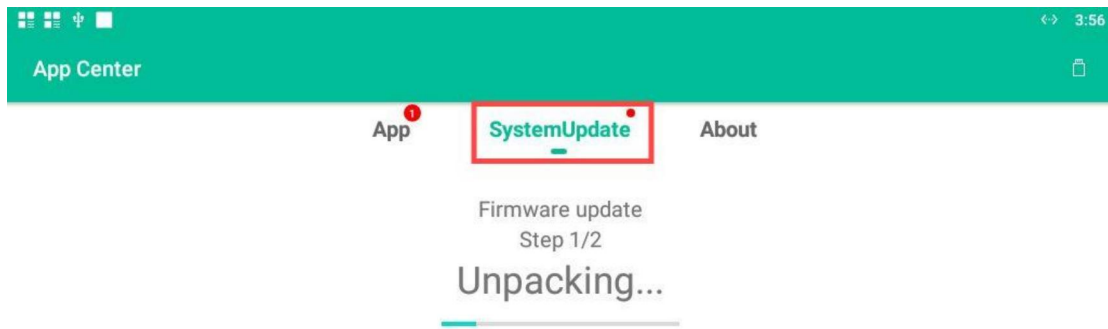 3:56
App Center
App 1 SystemUpdate About
Firmware update
Step 1/2
Unpacking...